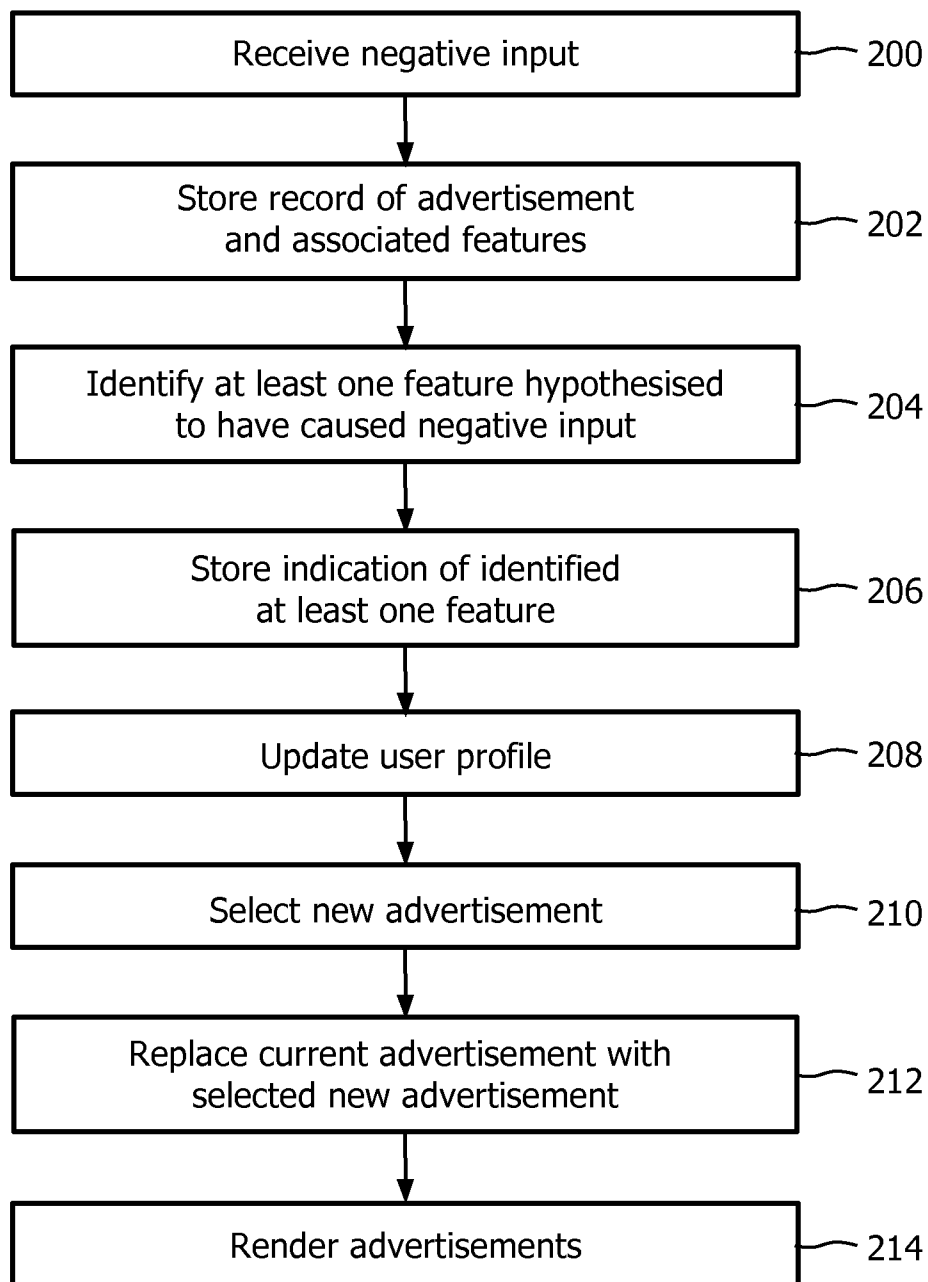 Receive negative input
200
Store record of advertisement
and associated features
202
Identify at least one feature hypothesised
to have caused negative input
204
Store indication of identified
at least one feature
206
Update user profile
208
Select new advertisement
210
Replace current advertisement with
selected new advertisement
212
Render advertisements
214